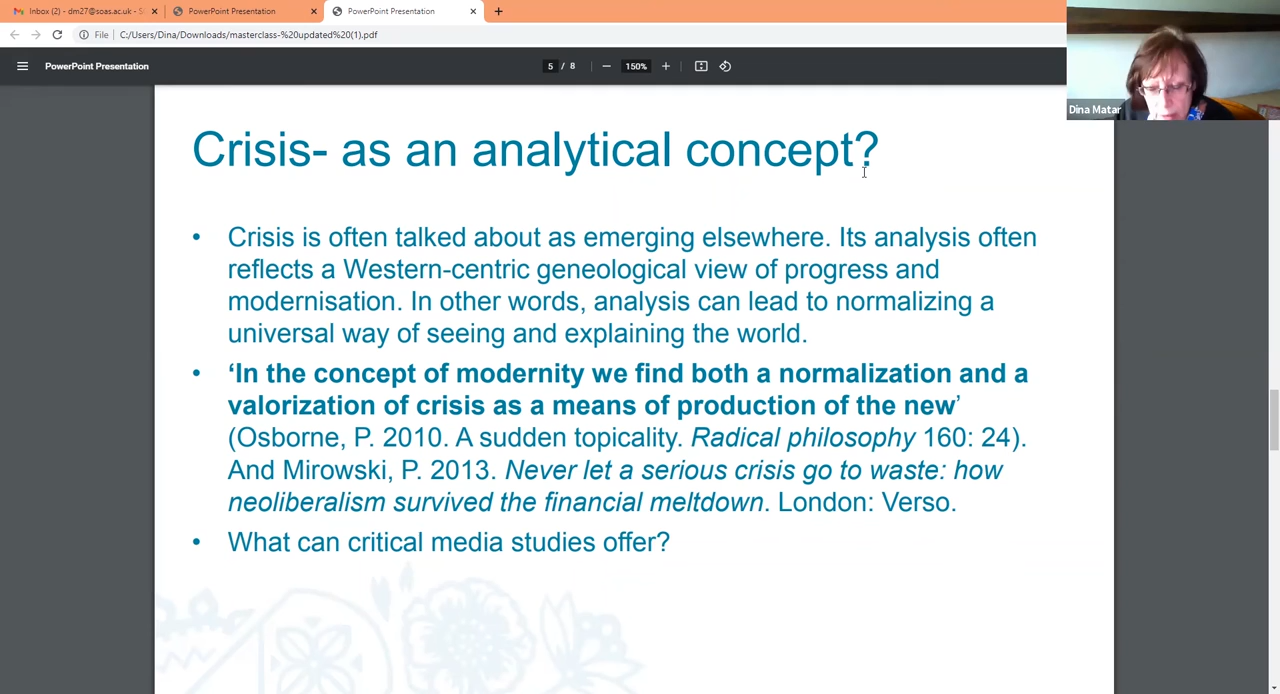 Inbox (2) - dm27@soas.ac.uk - S
PowerPoint Presentation
PowerPoint Presentation
File C:/Users/Dina/Downloads/masterclass-%20updated%20(1).pdf
PowerPoint Presentation
5 / 8
150%
Dina Matar
Crisis- as an analytical concept?
• Crisis is often talked about as emerging elsewhere. Its analysis often
reflects a Western-centric geneological view of progress and
modernisation. In other words, analysis can lead to normalizing a
universal way of seeing and explaining the world.
• ‘In the concept of modernity we find both a normalization and a
valorization of crisis as a means of production of the new’
(Osborne, P. 2010. A sudden topicality. Radical philosophy 160: 24).
And Mirowski, P. 2013. Never let a serious crisis go to waste: how
neoliberalism survived the financial meltdown. London: Verso.
• What can critical media studies offer?